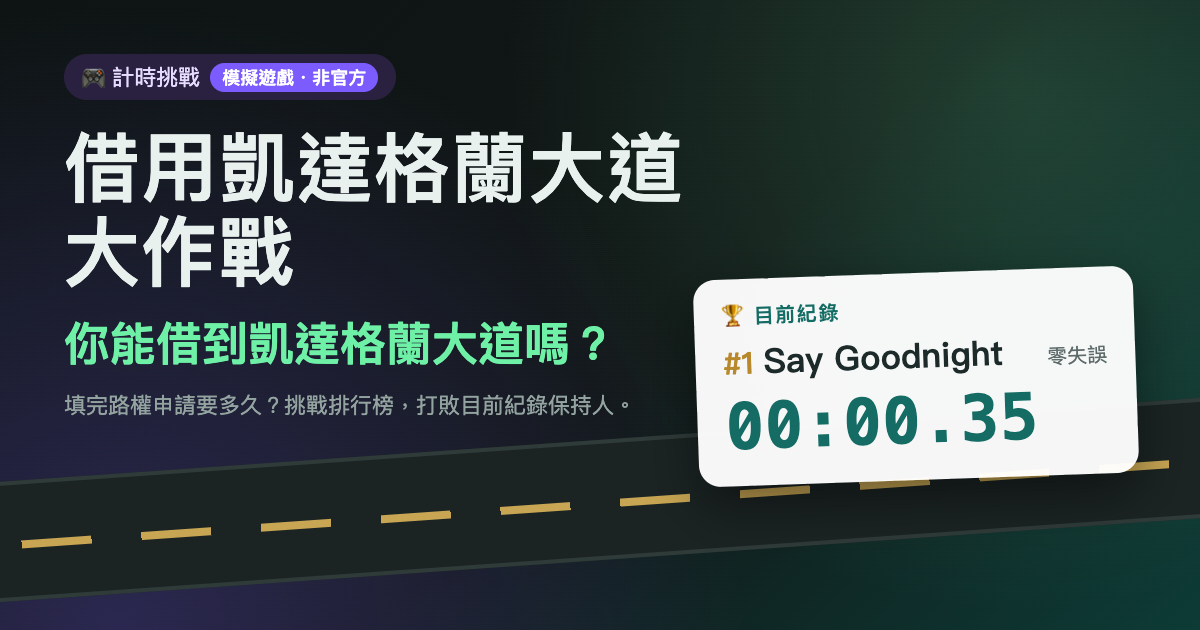 🎮 計時挑戰 模擬遊戲・非官方
借用凱達格蘭大道
大作戰
你能借到凱達格蘭大道嗎？
填完路權申請要多久？挑戰排行榜，打敗目前紀錄保持人。
🏆 目前紀錄
#1 Say Goodnight 零失誤
00:00.35